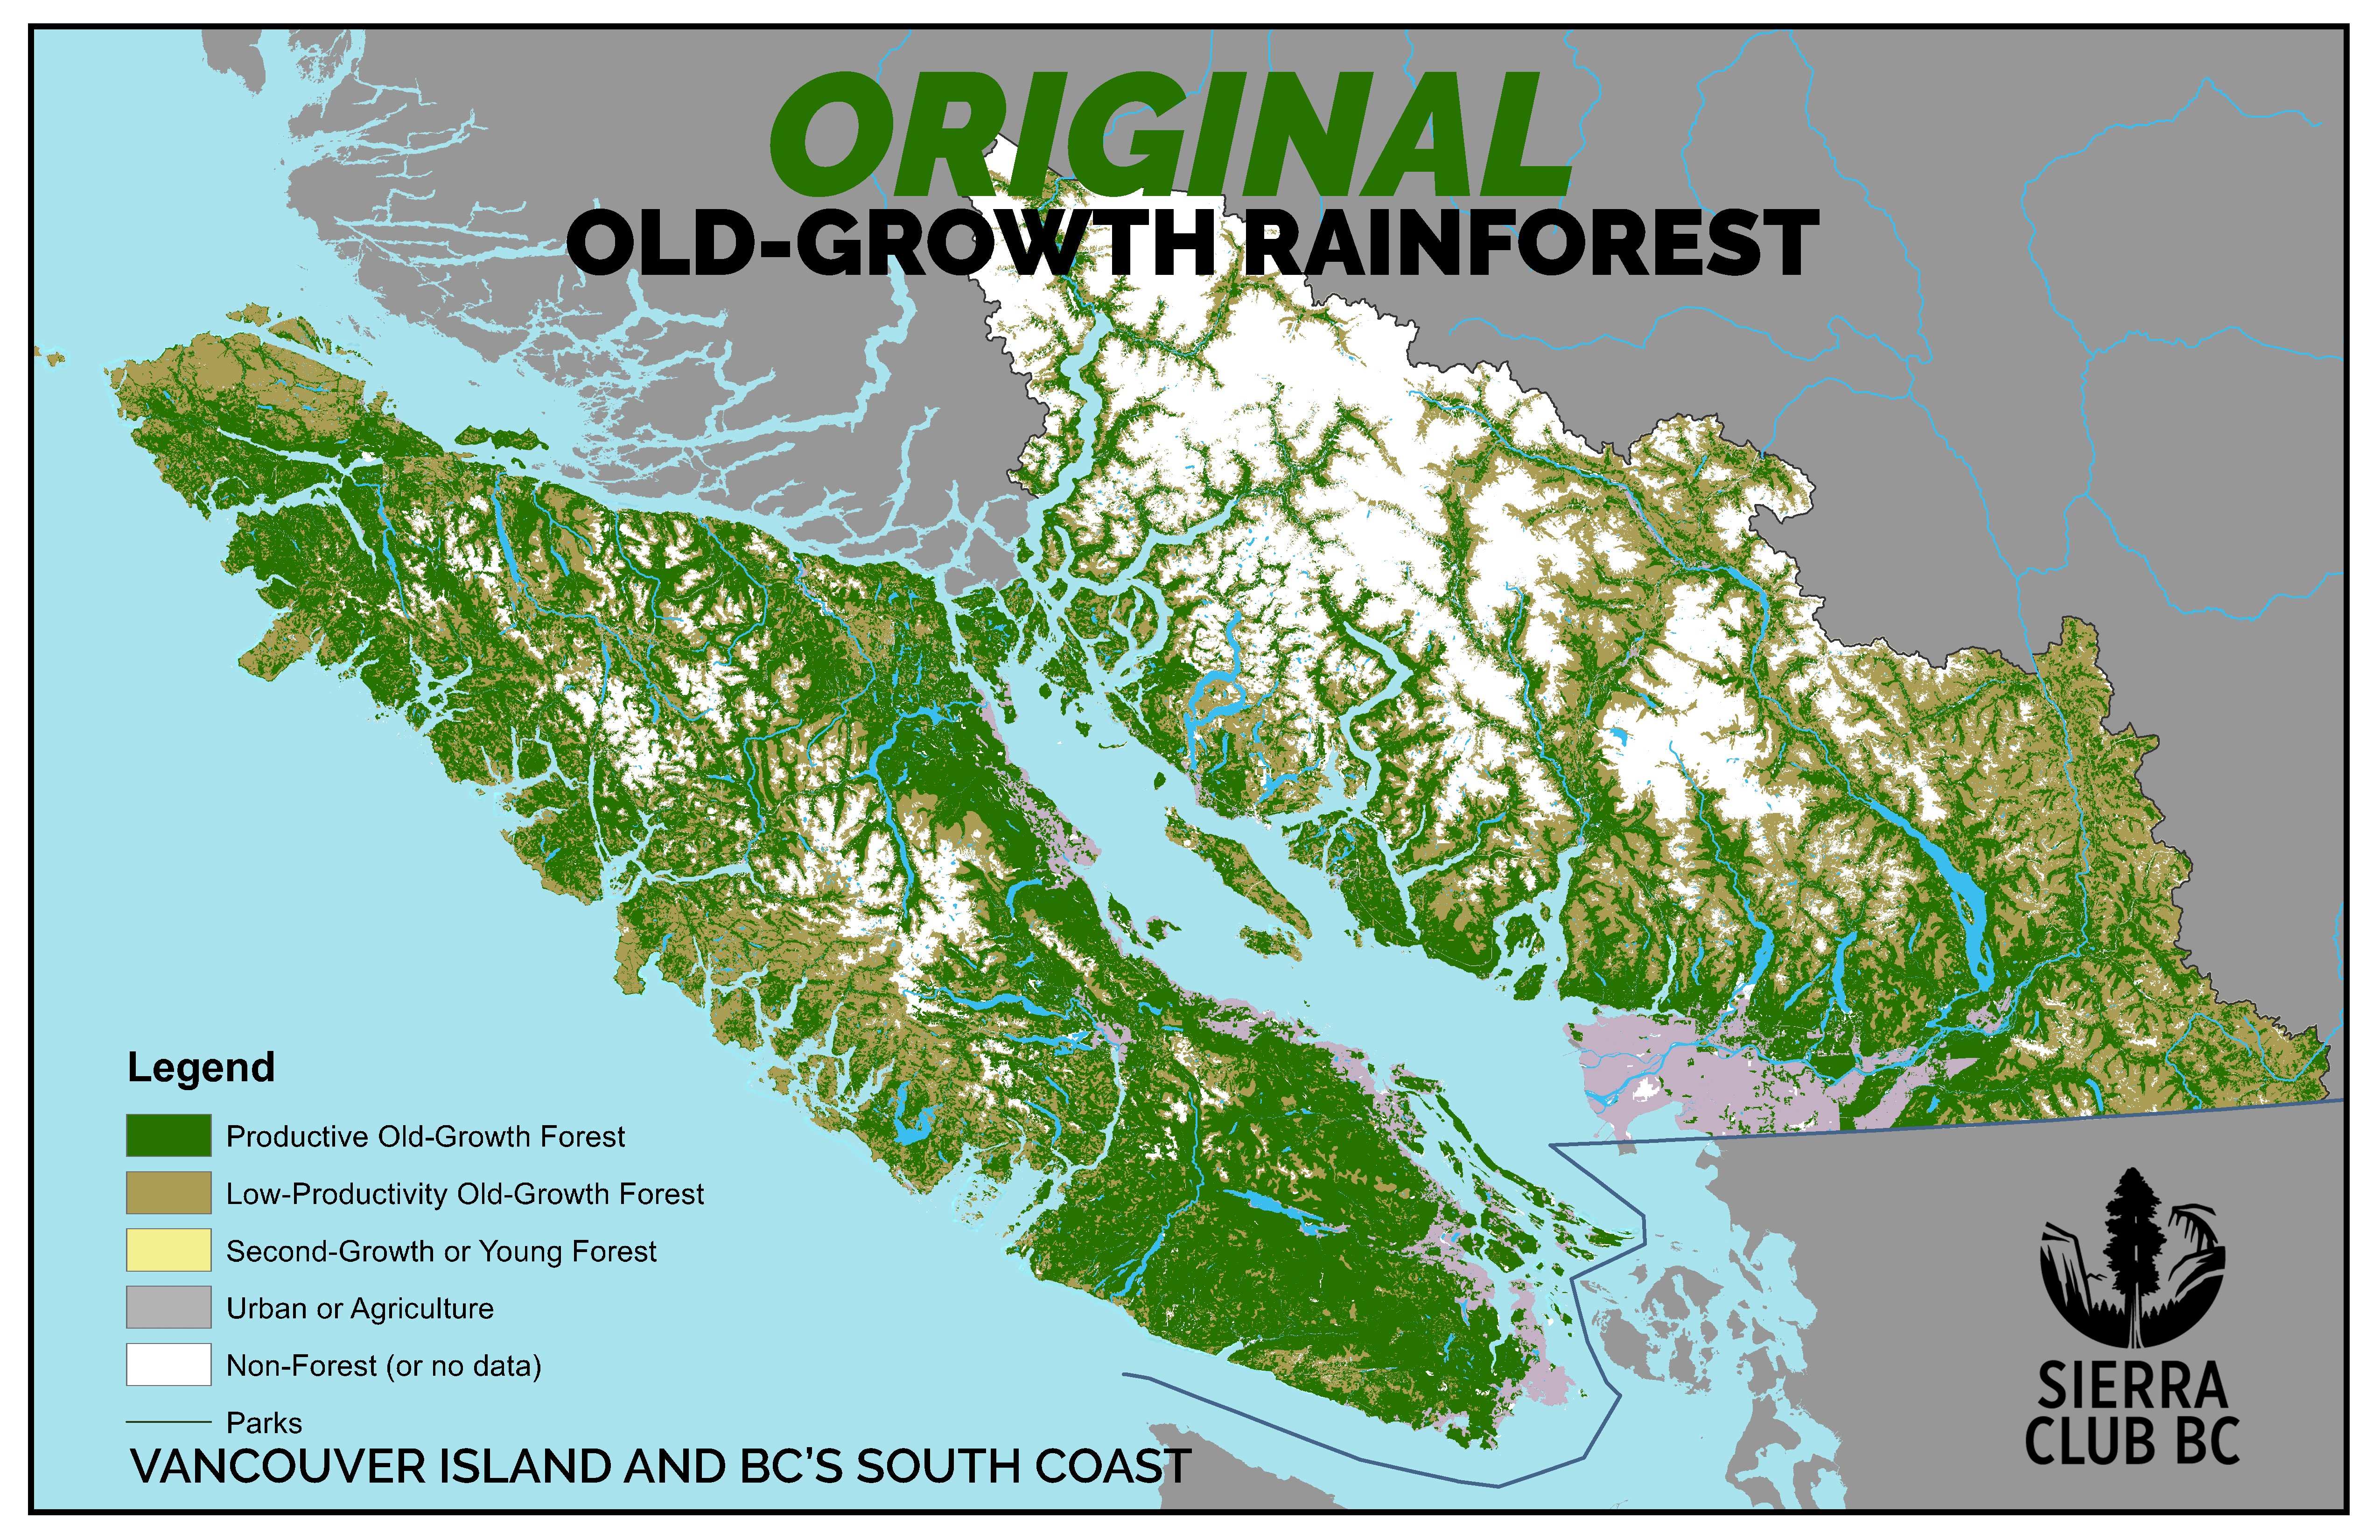 ORIGINAL
OLD-GROWTH RAINFOREST
Legend
Productive Old-Growth Forest
Low-Productivity Old-Growth Forest
Second-Growth or Young Forest
Urban or Agriculture
Non-Forest (or no data)
Parks
VANCOUVER ISLAND AND BC'S SOUTH COAST
SIERRA
CLUB BC